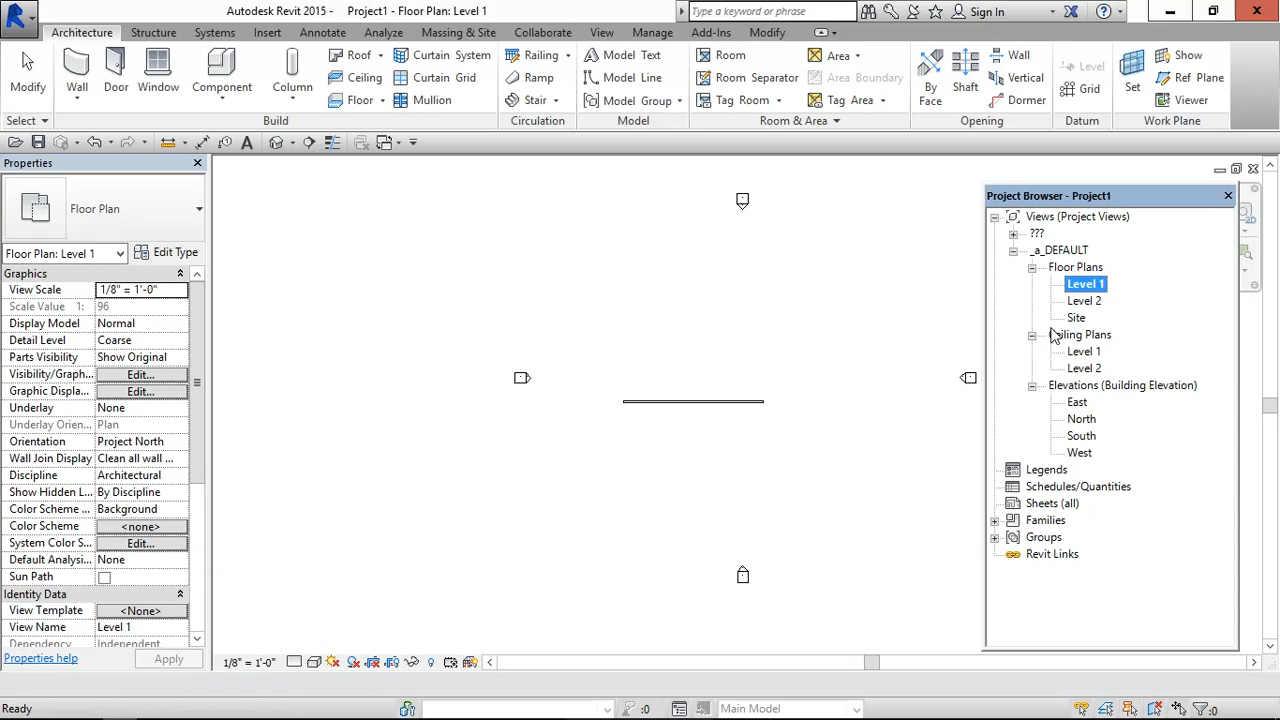 Autodesk Revit 2015 - Project1 - Floor Plan: Level 1
Type a keyword or phrase
Sign In
Architecture Structure Systems Insert Annotate Analyze Massing & Site Collaborate View Manage Add-Ins Modify
Modify
Wall
Door
Window
Component
Column
Roof
Ceiling
Floor
Curtain System
Curtain Grid
Mullion
Railing
Ramp
Stair
Model Text
Model Line
Model Group
Room
Room Separator
Tag Room
Area
Area Boundary
Tag Area
By
Face
Shaft
Wall
Vertical
Dormer
Level
Grid
Set
Show
Ref Plane
Viewer
Select
Build
Circulation
Model
Room & Area
Opening
Datum
Work Plane
Properties
Floor Plan
Floor Plan: Level 1
Edit Type
Graphics
View Scale 1/8" = 1'-0"
Scale Value 1: 96
Display Model Normal
Detail Level Coarse
Parts Visibility Show Original
Visibility/Graph... Edit...
Graphic Displa... Edit...
Underlay None
Underlay Orien... Plan
Orientation Project North
Wall Join Display Clean all wall ...
Discipline Architectural
Show Hidden L... By Discipline
Color Scheme ... Background
Color Scheme <none>
System Color S... Edit...
Default Analysi... None
Sun Path
Identity Data
View Template <None>
View Name Level 1
Dependency Independent
Properties help
Apply
Project Browser - Project1
Views (Project Views)
???
_a_DEFAULT
Floor Plans
Level 1
Level 2
Site
iling Plans
Level 1
Level 2
Elevations (Building Elevation)
East
North
South
West
Legends
Schedules/Quantities
Sheets (all)
Families
Groups
Revit Links
1/8" = 1'-0"
Ready
:0
Main Model
:0